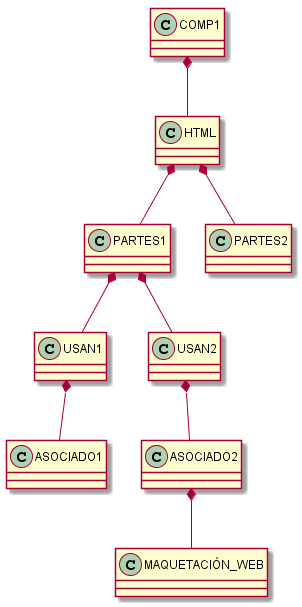 C COMP1
C HTML
C PARTES1
C PARTES2
C USAN1
C USAN2
C ASOCIADO1
C ASOCIADO2
C MAQUETACIÓN_WEB